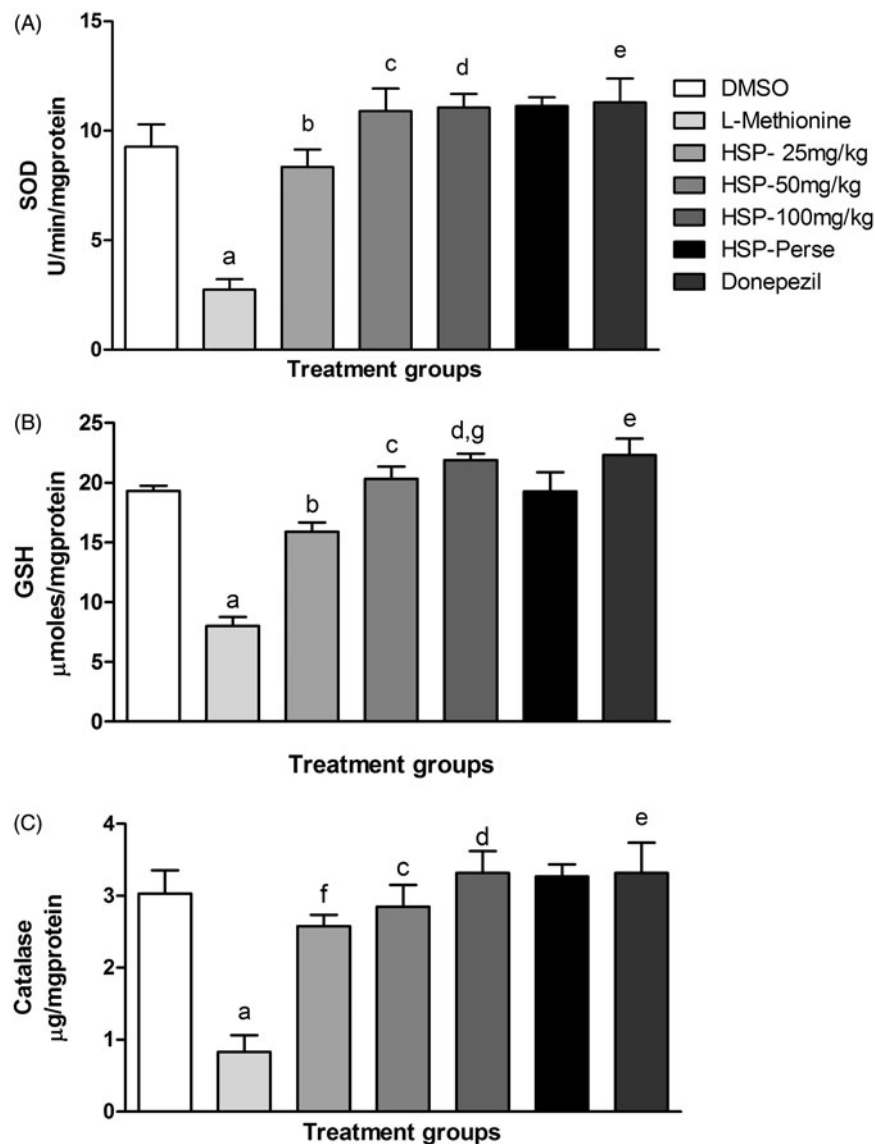 (A)
15
10
5
0
SOD
U/min/mgprotein
a
b
c
d
e
Treatment groups
DMSO
L-Methionine
HSP- 25mg/kg
HSP-50mg/kg
HSP-100mg/kg
HSP-Perse
Donepezil
(B)
25
20
15
10
5
0
GSH
μmoles/mgprotein
a
b
c
d,g
e
Treatment groups
(C)
4
3
2
1
0
Catalase
μg/mgprotein
a
f
c
d
e
Treatment groups